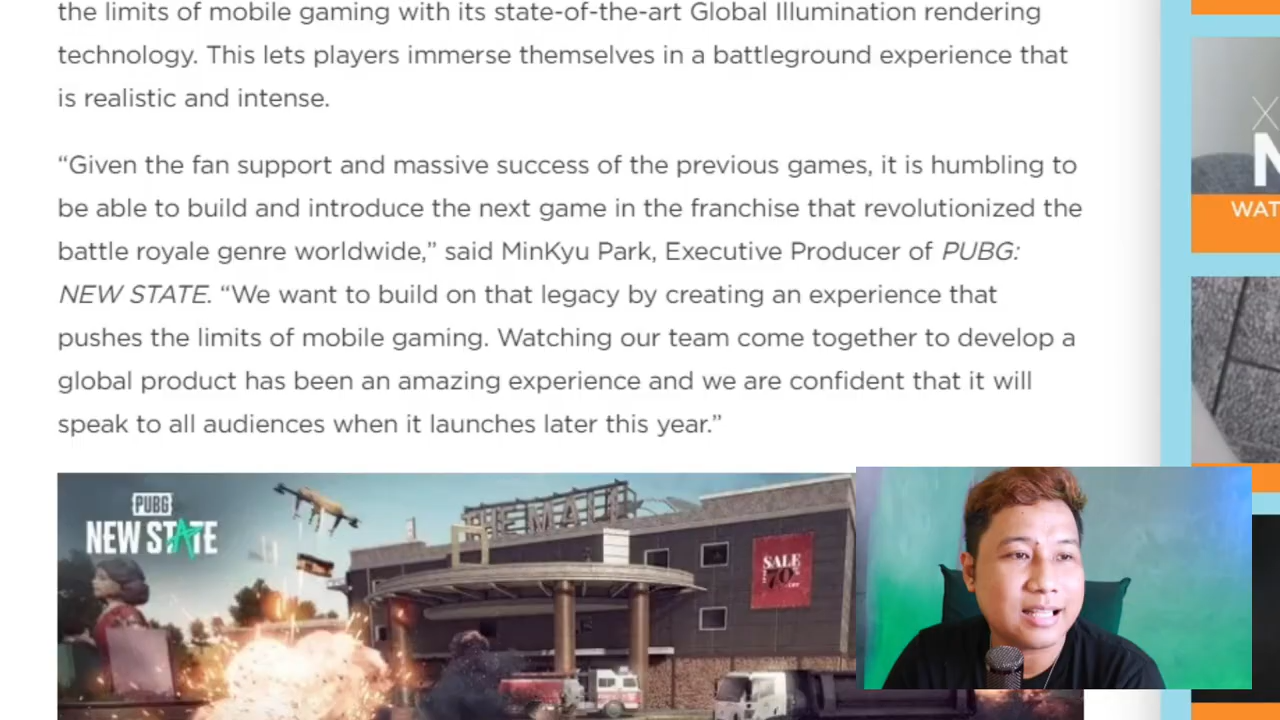 the limits of mobile gaming with its state-of-the-art Global Illumination rendering
technology. This lets players immerse themselves in a battleground experience that
is realistic and intense.
“Given the fan support and massive success of the previous games, it is humbling to
be able to build and introduce the next game in the franchise that revolutionized the
battle royale genre worldwide,” said MinKyu Park, Executive Producer of PUBG:
NEW STATE. “We want to build on that legacy by creating an experience that
pushes the limits of mobile gaming. Watching our team come together to develop a
global product has been an amazing experience and we are confident that it will
speak to all audiences when it launches later this year.”
PUBG
NEW STATE
SALE
70%
WAT